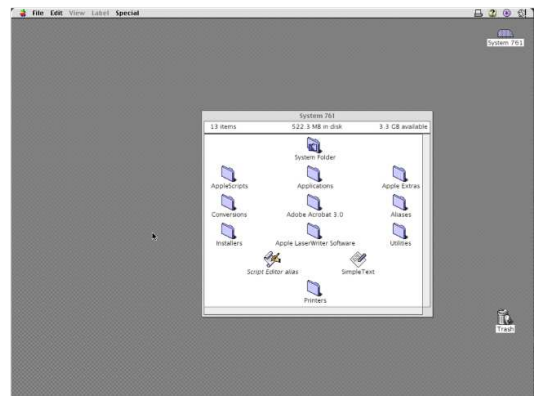 File Edit View Label Special
System 761
System 761
13 items 522.3 MB in disk 3.3 GB available
System Folder
AppleScripts Applications Apple Extras
Conversions Adobe Acrobat 3.0 Aliases
Installers Apple LaserWriter Software Utilities
Script Editor alias SimpleText
Printers
Trash